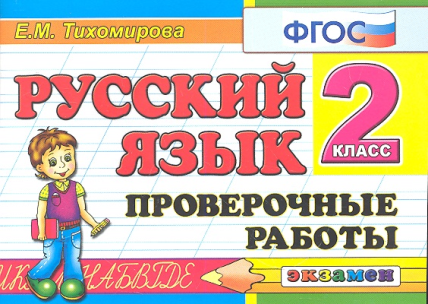 Е.М. Тихомирова
ФГОС
РУССКИЙ
ЯЗЫК
2
КЛАСС
ПРОВЕРОЧНЫЕ
РАБОТЫ
экзамен